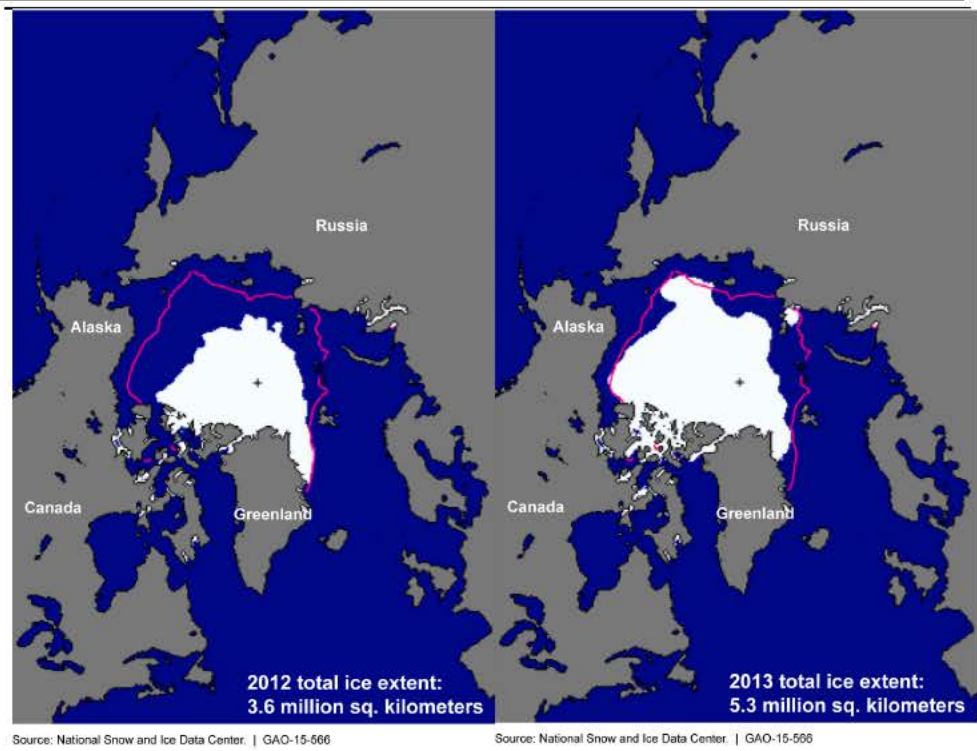 Russia
Alaska
Canada
Greenland
2012 total ice extent:
3.6 million sq. kilometers
Source: National Snow and Ice Data Center. | GAO-15-566
Russia
Alaska
Canada
Greenland
2013 total ice extent:
5.3 million sq. kilometers
Source: National Snow and Ice Data Center. | GAO-15-566